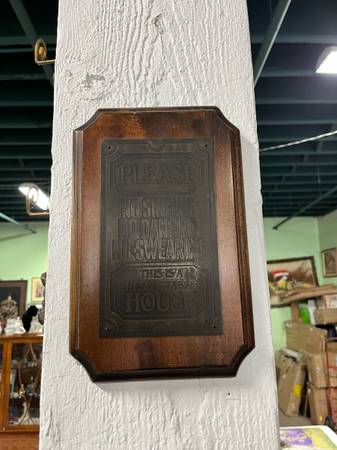 PLEASE
NO SINGING
NO DANCING
NO SWEARING
THIS IS A
RESPECTABLE
HOUSE